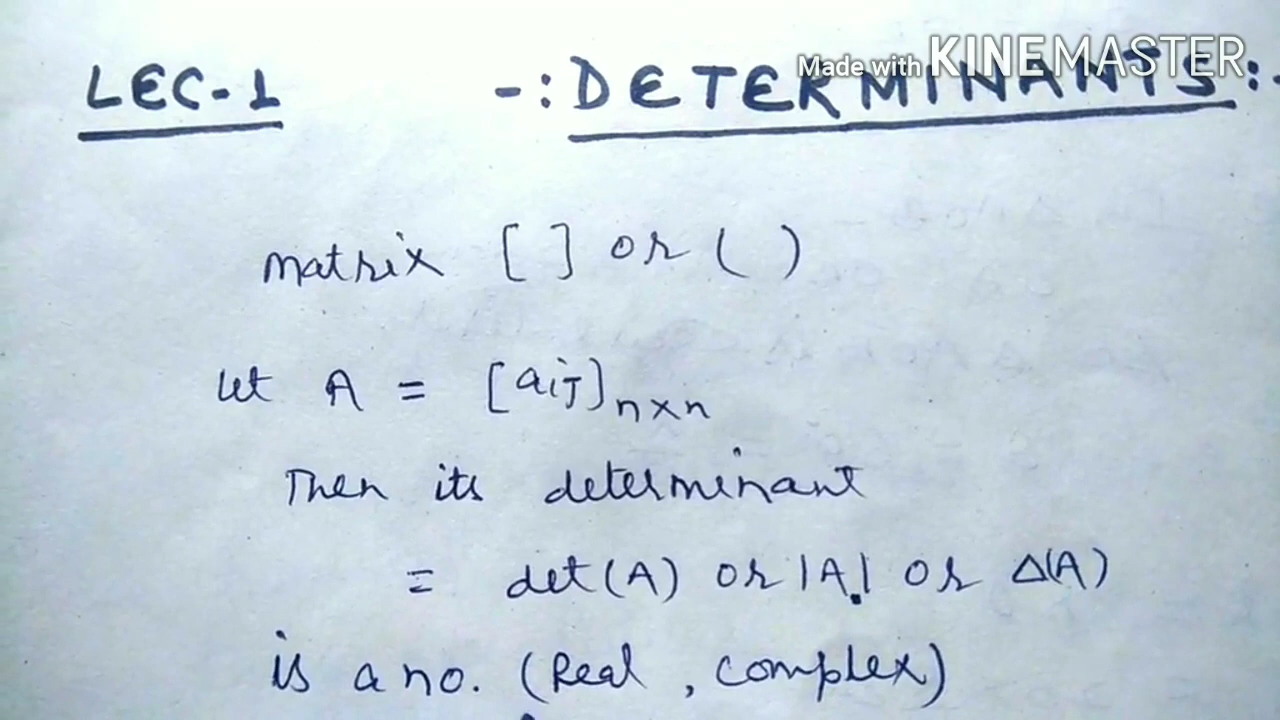 Made with KINEMASTER
LEC-1 -: DETERMINANTS :-
matrix [ ] or ( )
Let A = [aij]n×n
Then its determinant
= det(A) or |A| or Δ(A)
is a no. (Real, complex)